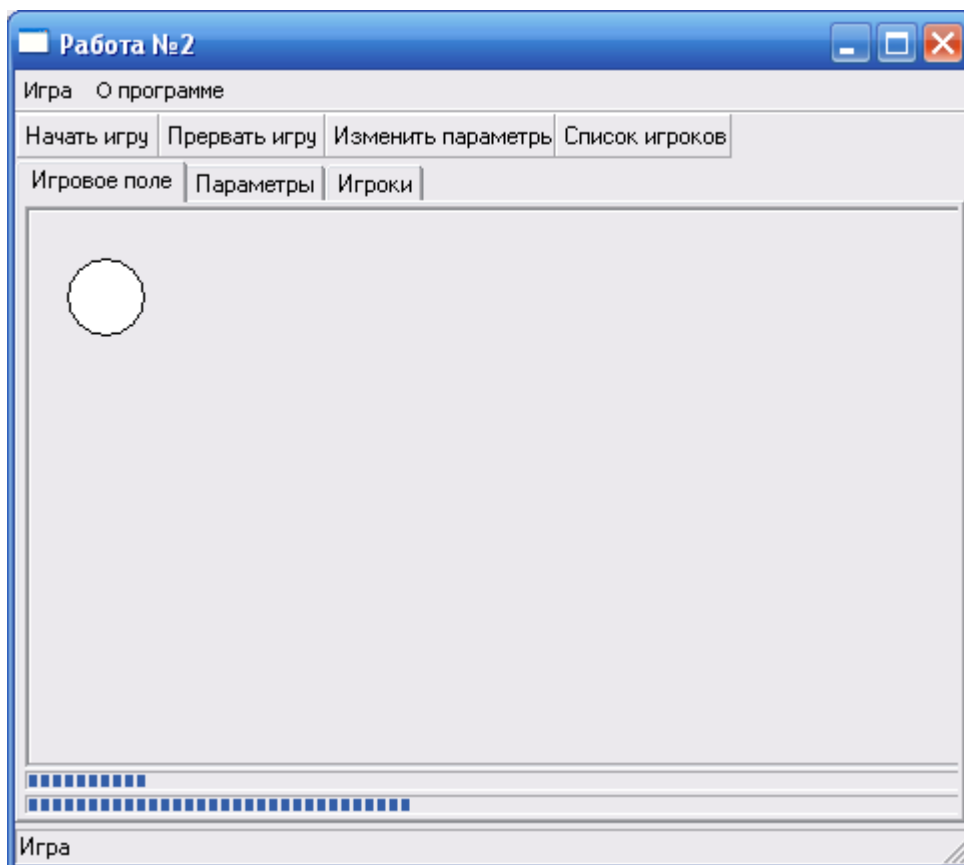 Работа №2
Игра О программе
Начать игру Прервать игру Изменить параметрь Список игроков
Игровое поле Параметры Игроки
Игра